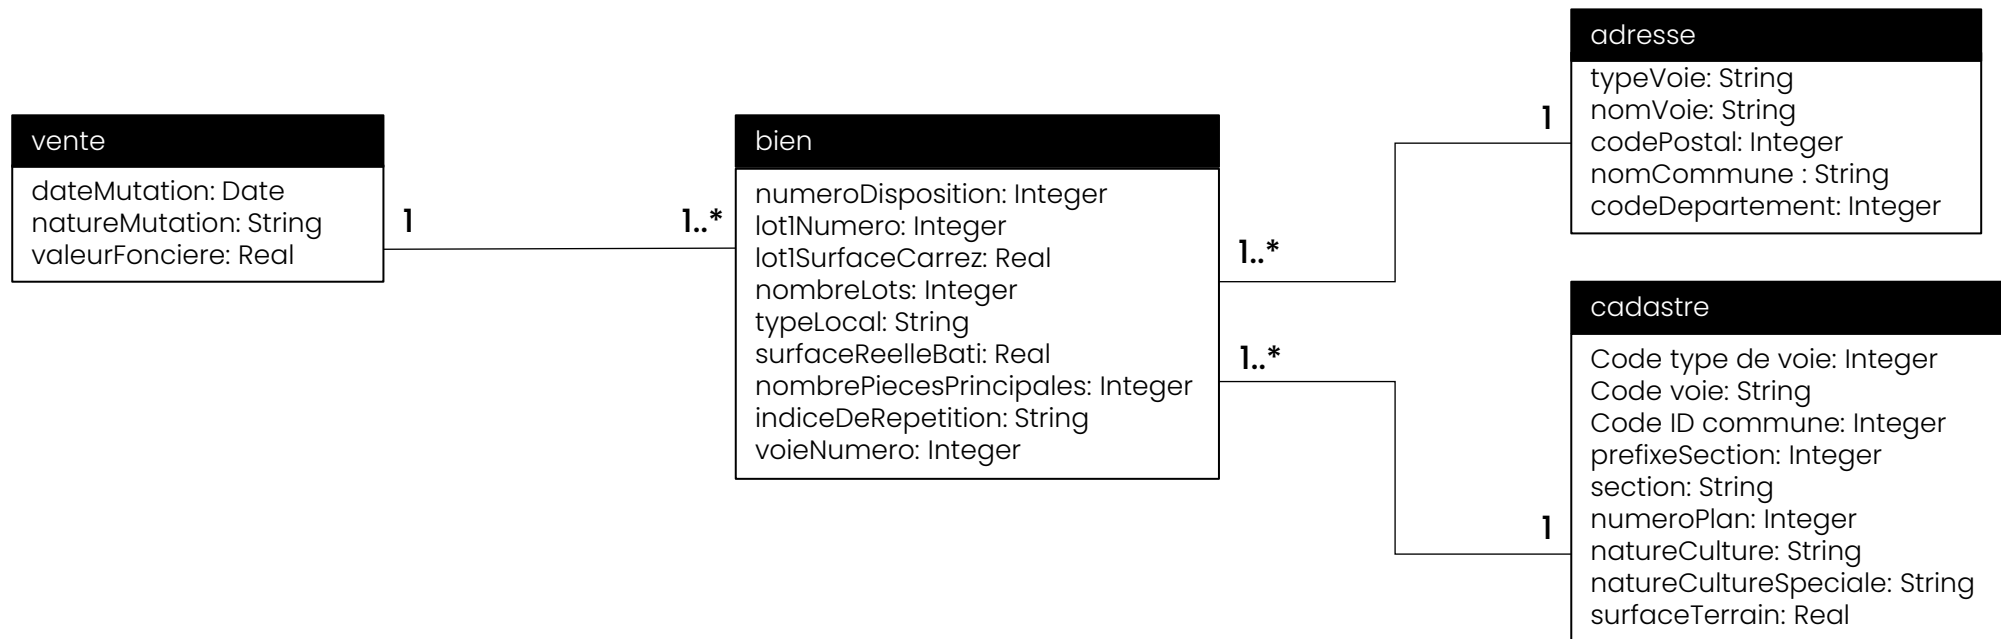 vente
dateMutation: Date
natureMutation: String
valeurFonciere: Real
1
1..*
bien
numeroDisposition: Integer
lot1Numero: Integer
lot1SurfaceCarrez: Real
nombreLots: Integer
typeLocal: String
surfaceReelleBati: Real
nombrePiecesPrincipales: Integer
indiceDeRepetition: String
voieNumero: Integer
1..*
1
adresse
typeVoie: String
nomVoie: String
codePostal: Integer
nomCommune : String
codeDepartement: Integer
1..*
1
cadastre
Code type de voie: Integer
Code voie: String
Code ID commune: Integer
prefixeSection: Integer
section: String
numeroPlan: Integer
natureCulture: String
natureCultureSpeciale: String
surfaceTerrain: Real